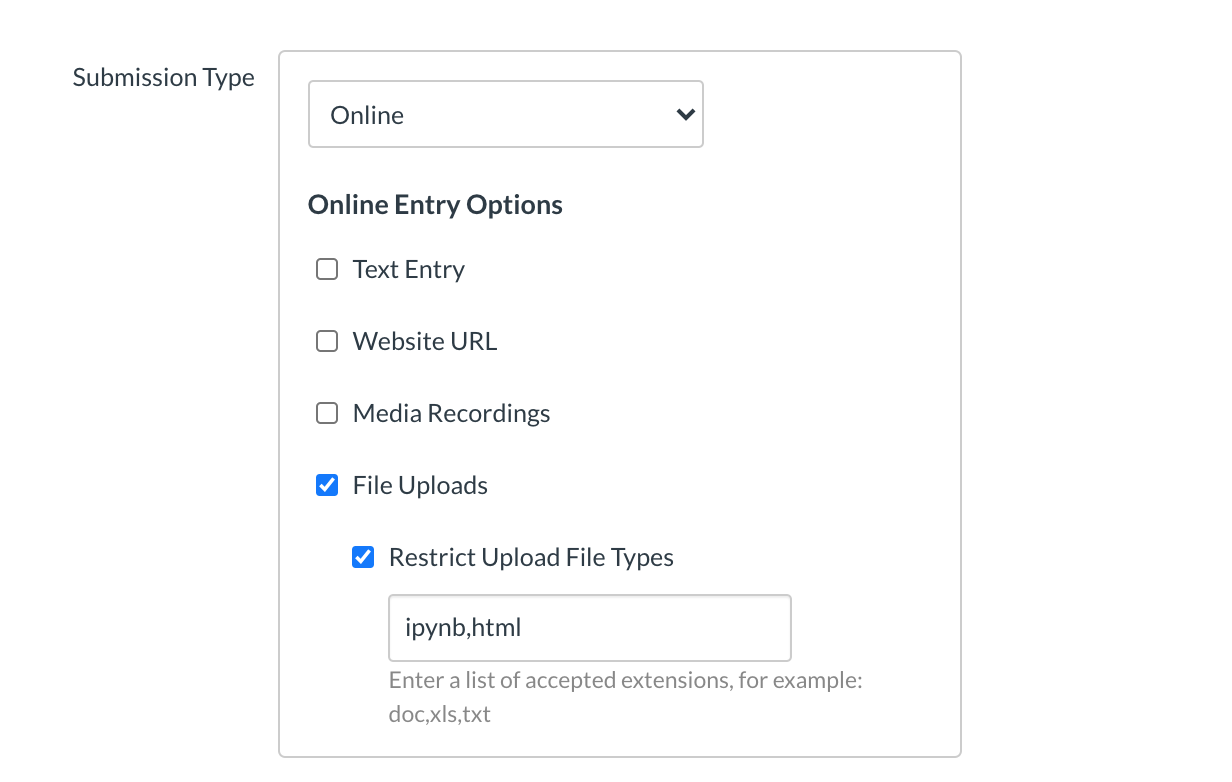 Submission Type
Online
Online Entry Options
Text Entry
Website URL
Media Recordings
File Uploads
Restrict Upload File Types
ipynb,html
Enter a list of accepted extensions, for example:
doc,xls,txt